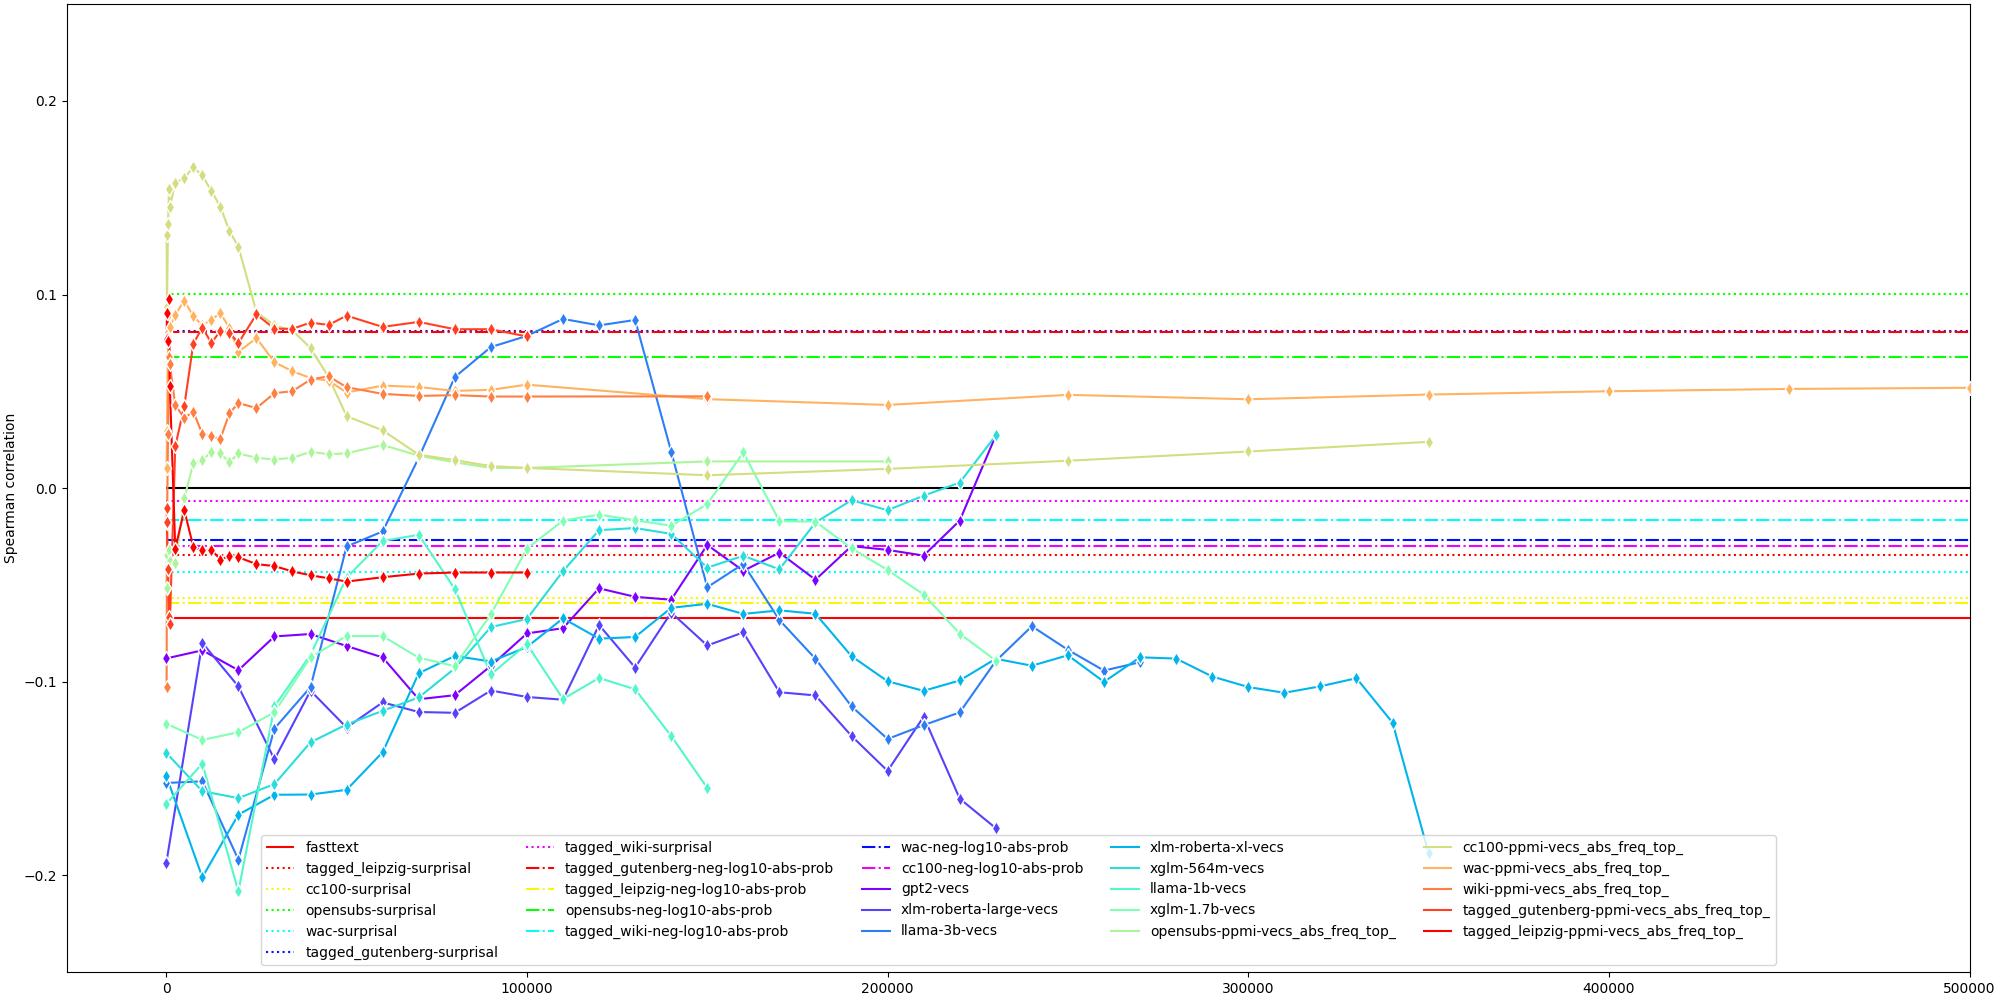 0.2
0.1
0.0
−0.1
−0.2
Spearman correlation
fasttext
tagged_leipzig-surprisal
cc100-surprisal
opensubs-surprisal
wac-surprisal
tagged_gutenberg-surprisal
tagged_wiki-surprisal
tagged_gutenberg-neg-log10-abs-prob
tagged_leipzig-neg-log10-abs-prob
opensubs-neg-log10-abs-prob
tagged_wiki-neg-log10-abs-prob
wac-neg-log10-abs-prob
cc100-neg-log10-abs-prob
gpt2-vecs
xlm-roberta-large-vecs
llama-3b-vecs
xlm-roberta-xl-vecs
xglm-564m-vecs
llama-1b-vecs
xglm-1.7b-vecs
opensubs-ppmi-vecs_abs_freq_top_
cc100-ppmi-vecs_abs_freq_top_
wac-ppmi-vecs_abs_freq_top_
wiki-ppmi-vecs_abs_freq_top_
tagged_gutenberg-ppmi-vecs_abs_freq_top_
tagged_leipzig-ppmi-vecs_abs_freq_top_
0 100000 200000 300000 400000 500000